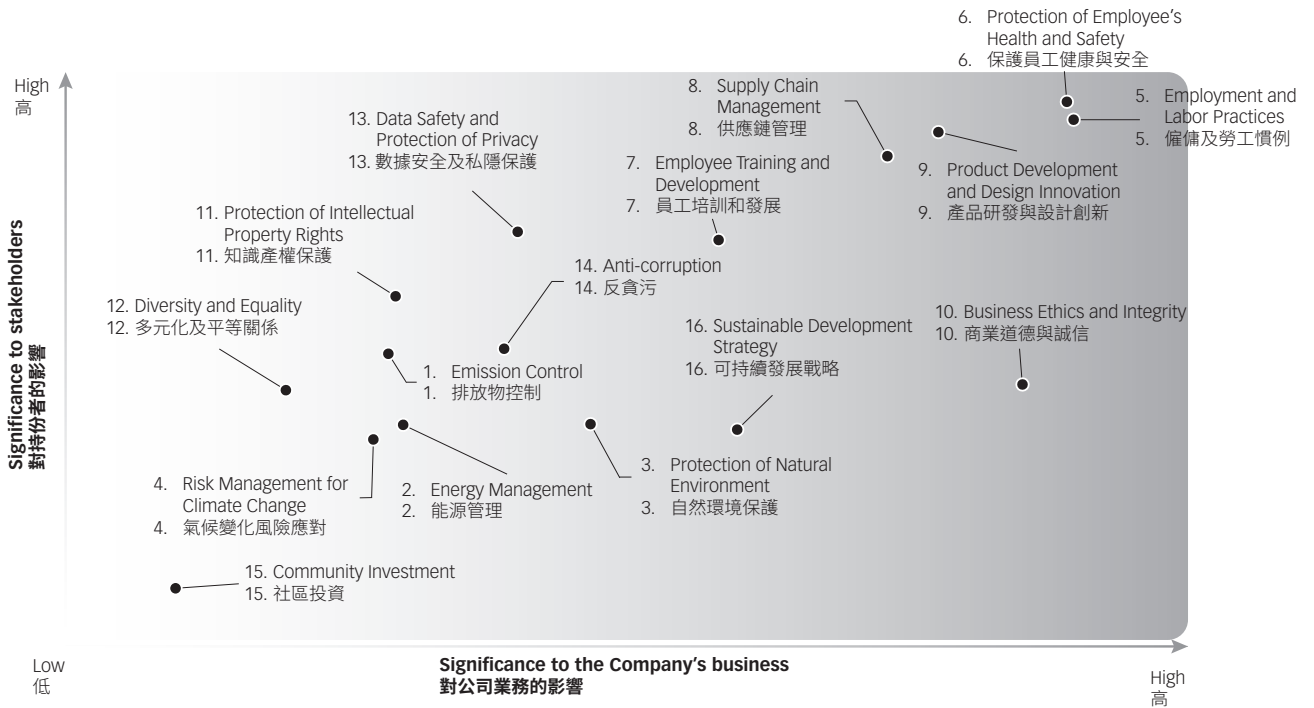 6. Protection of Employee's
Health and Safety
6. 保護員工健康與安全
High
高
8. Supply Chain
Management
8. 供應鏈管理
5. Employment and
Labor Practices
5. 僱傭及勞工慣例
13. Data Safety and
Protection of Privacy
13. 數據安全及私隱保護
7. Employee Training and
Development
7. 員工培訓和發展
9. Product Development
and Design Innovation
9. 產品研發與設計創新
11. Protection of Intellectual
Property Rights
11. 知識產權保護
14. Anti-corruption
14. 反貪污
12. Diversity and Equality
12. 多元化及平等關係
16. Sustainable Development
Strategy
16. 可持續發展戰略
10. Business Ethics and Integrity
10. 商業道德與誠信
1. Emission Control
1. 排放物控制
Significance to stakeholders
對持份者的影響
4. Risk Management for
Climate Change
4. 氣候變化風險應對
2. Energy Management
2. 能源管理
3. Protection of Natural
Environment
3. 自然環境保護
15. Community Investment
15. 社區投資
Low
低
Significance to the Company's business
對公司業務的影響
High
高